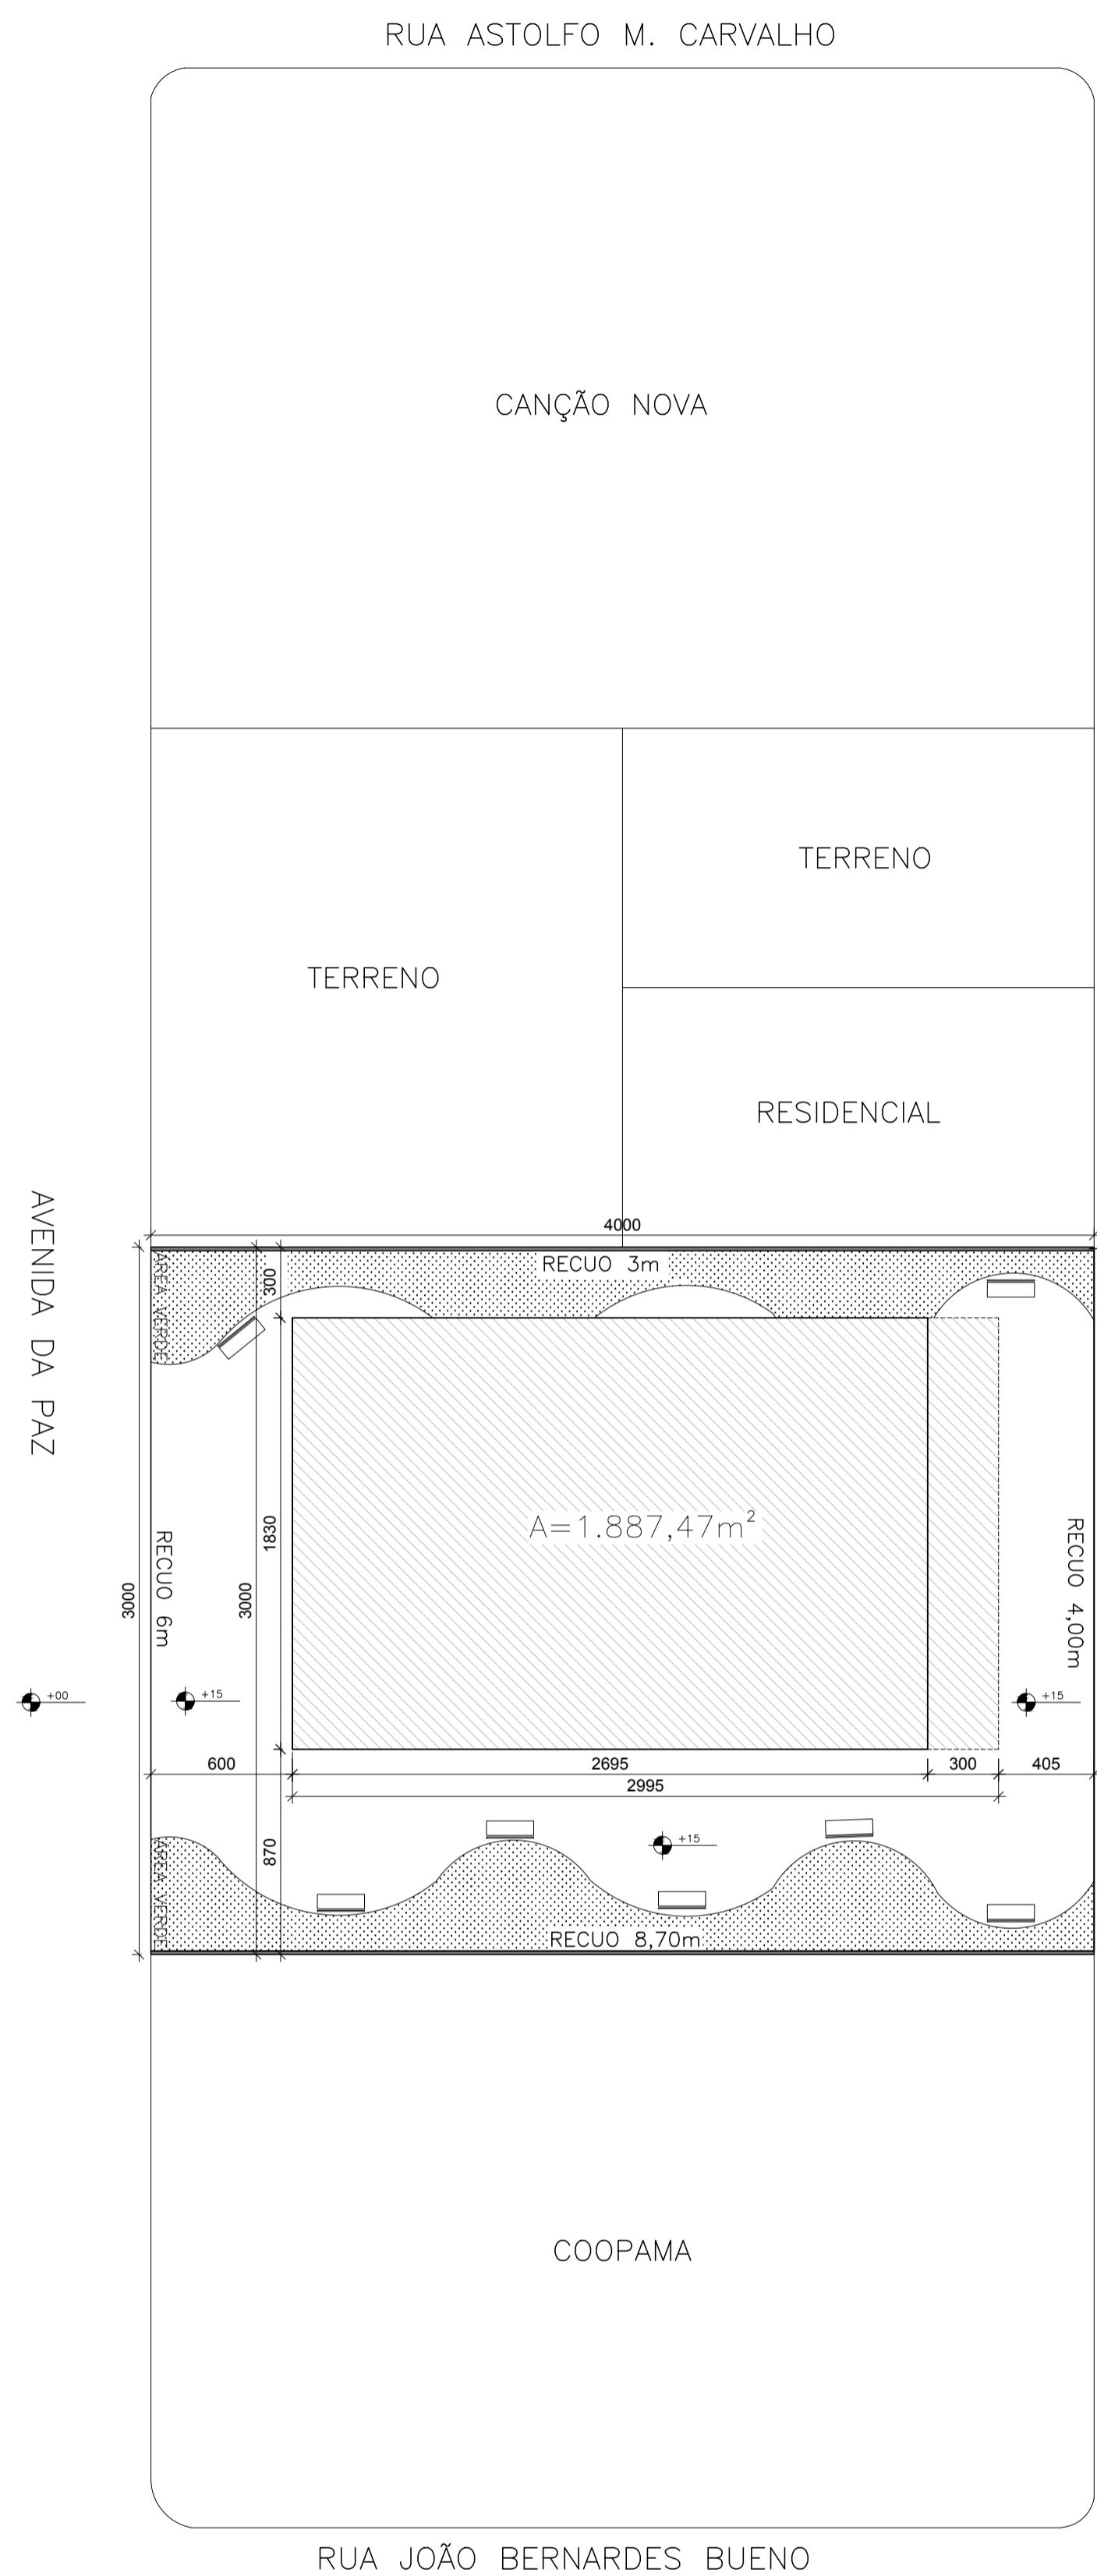 RUA ASTOLFO M. CARVALHO
CANÇÃO NOVA
TERRENO
TERRENO
RESIDENCIAL
AVENIDA DA PAZ
4000
RECUO 3m
ÁREA VERDE
300
A=1.887,47m²
1830
3000
3000
RECUO 6m
RECUO 4,00m
+00
+15
+15
600
2695
300
405
2995
870
+15
ÁREA VERDE
RECUO 8,70m
COOPAMA
RUA JOÃO BERNARDES BUENO